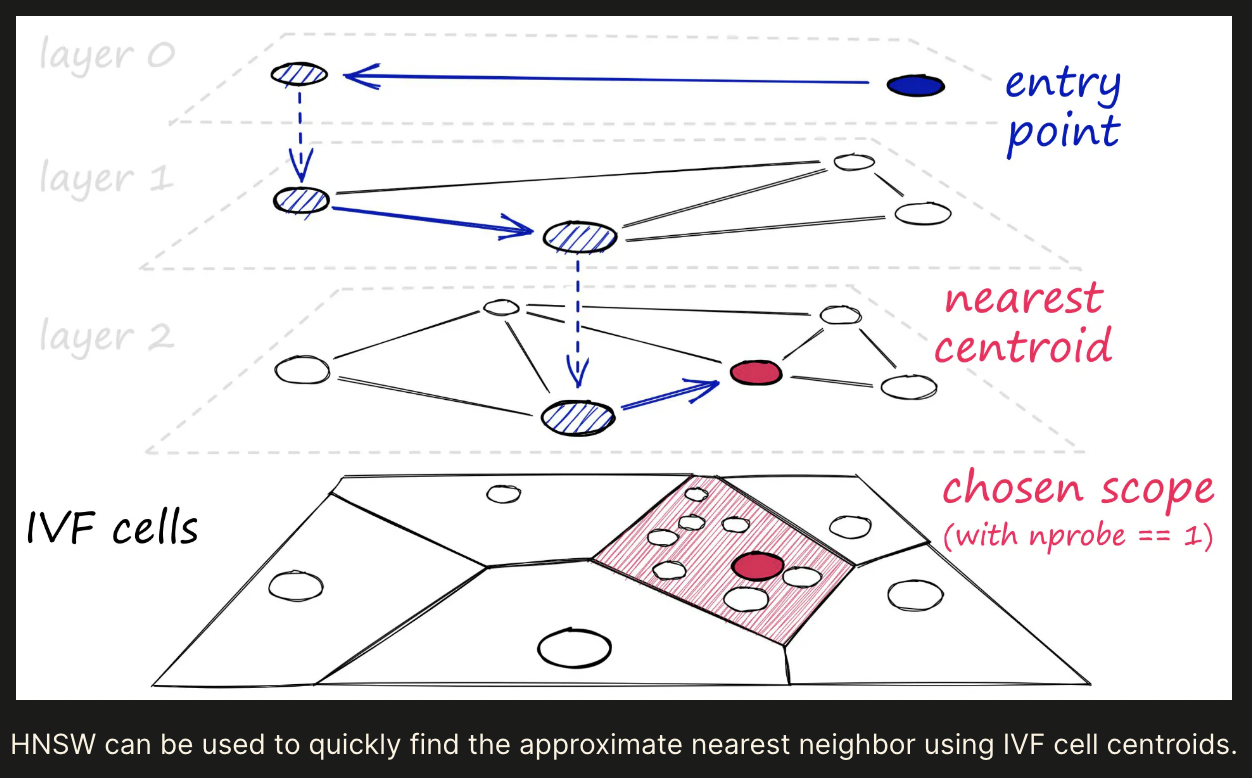 layer 0
entry
point
layer 1
layer 2
nearest
centroid
IVF cells
chosen scope
(with nprobe == 1)
HNSW can be used to quickly find the approximate nearest neighbor using IVF cell centroids.